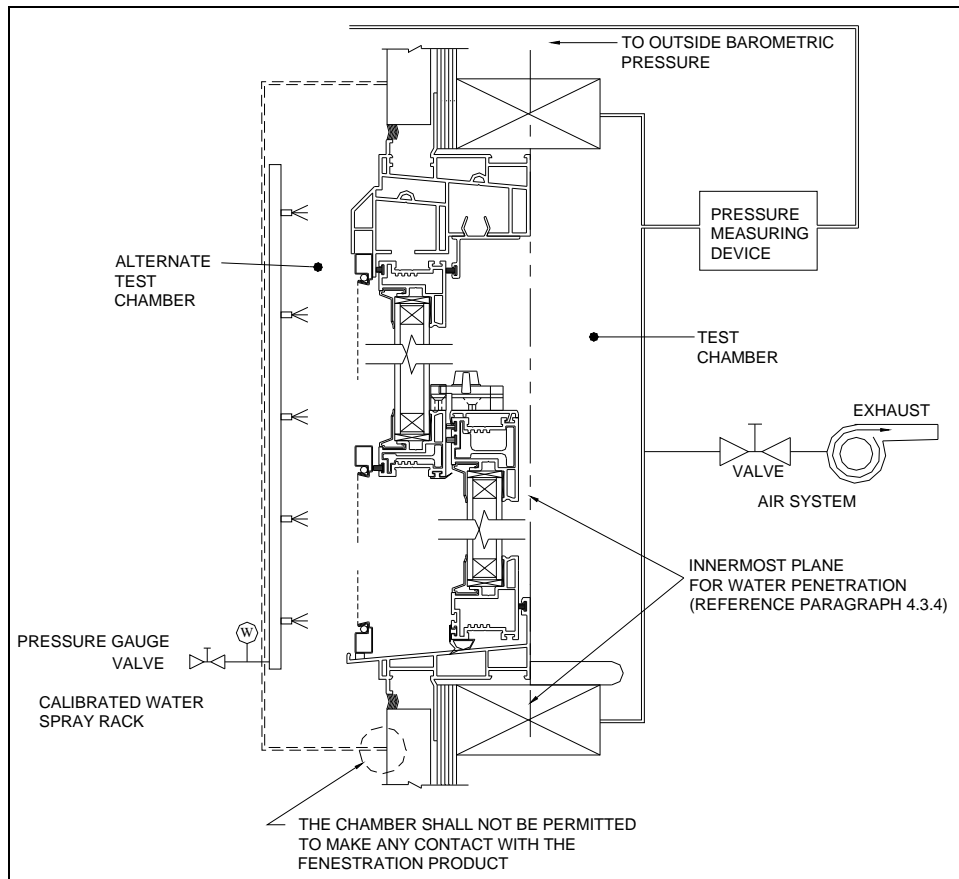 TO OUTSIDE BAROMETRIC
PRESSURE
PRESSURE
MEASURING
DEVICE
ALTERNATE
TEST
CHAMBER
TEST
CHAMBER
EXHAUST
VALVE
AIR SYSTEM
INNERMOST PLANE
FOR WATER PENETRATION
(REFERENCE PARAGRAPH 4.3.4)
W
PRESSURE GAUGE
VALVE
CALIBRATED WATER
SPRAY RACK
THE CHAMBER SHALL NOT BE PERMITTED
TO MAKE ANY CONTACT WITH THE
FENESTRATION PRODUCT